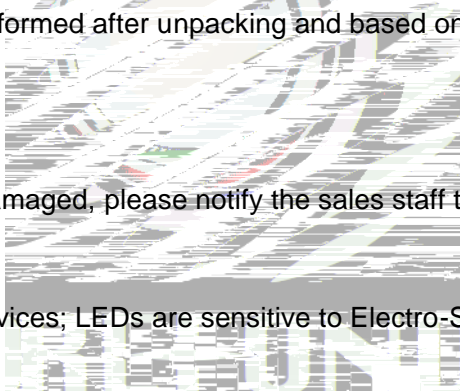 formed after unpacking and based on
maged, please notify the sales staff t
vices; LEDs are sensitive to Electro-S